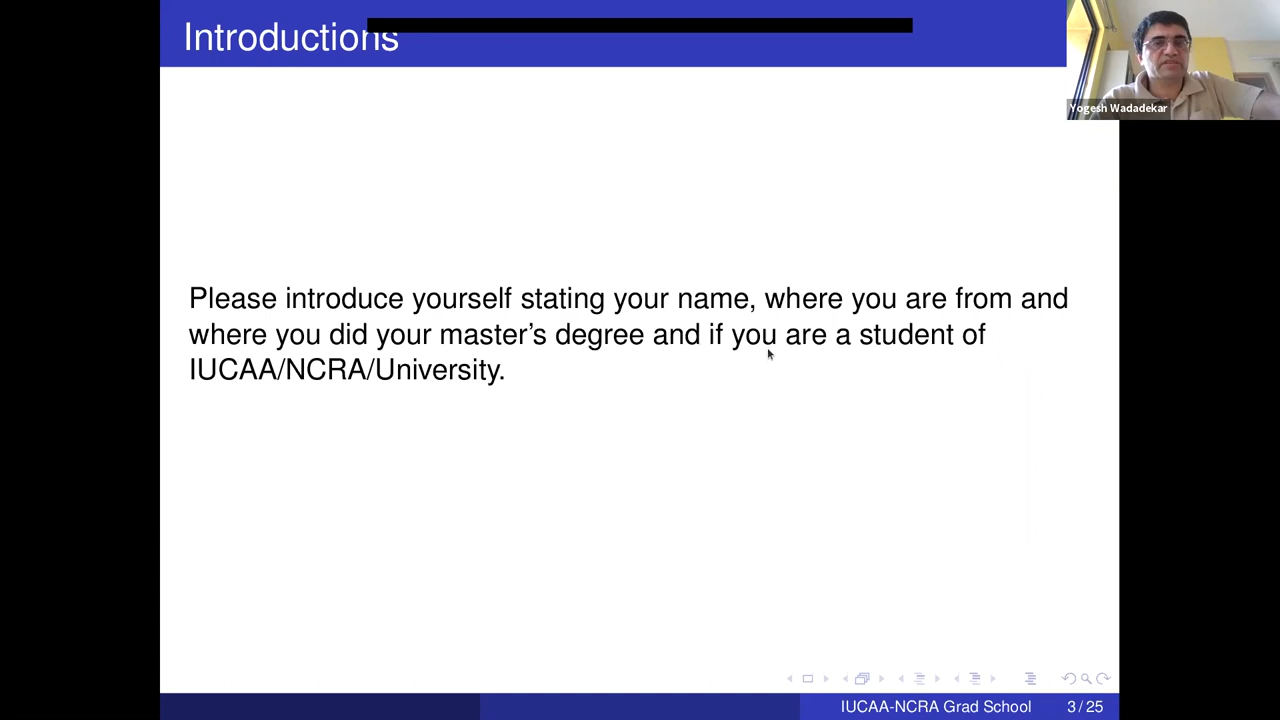 Introductions
Yogesh Wadadekar
Please introduce yourself stating your name, where you are from and
where you did your master's degree and if you are a student of
IUCAA/NCRA/University.
IUCAA-NCRA Grad School 3 / 25